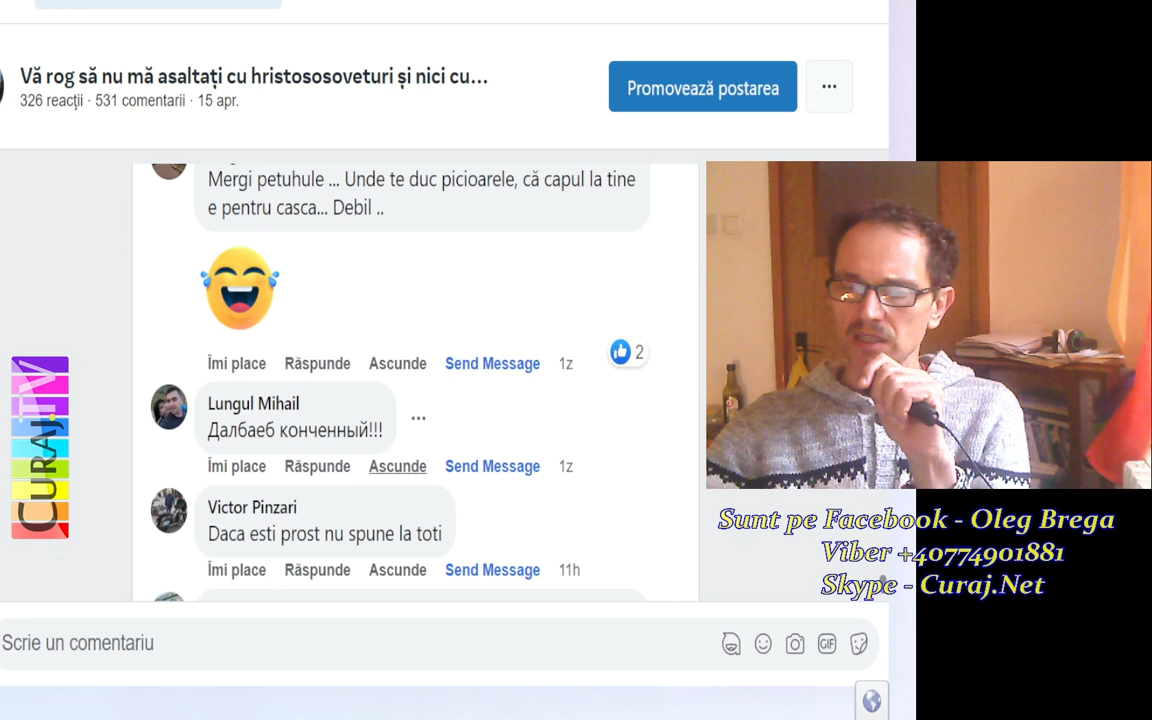 Vă rog să nu mă asaltați cu hristososoveturi și nici cu...
326 reacții · 531 comentarii · 15 apr.
Promovează postarea
Mergi petuhule ... Unde te duc picioarele, că capul la tine
e pentru casca... Debil ..
Îmi place Răspunde Ascunde Send Message 1z
2
Lungul Mihail
Далбаеб конченный!!!
Îmi place Răspunde Ascunde Send Message 1z
Victor Pinzari
Daca esti prost nu spune la toti
Îmi place Răspunde Ascunde Send Message 11h
Scrie un comentariu
GIF
CURAJ.TV
Sunt pe Facebook - Oleg Brega
Viber +40774901881
Skype - Curaj.Net